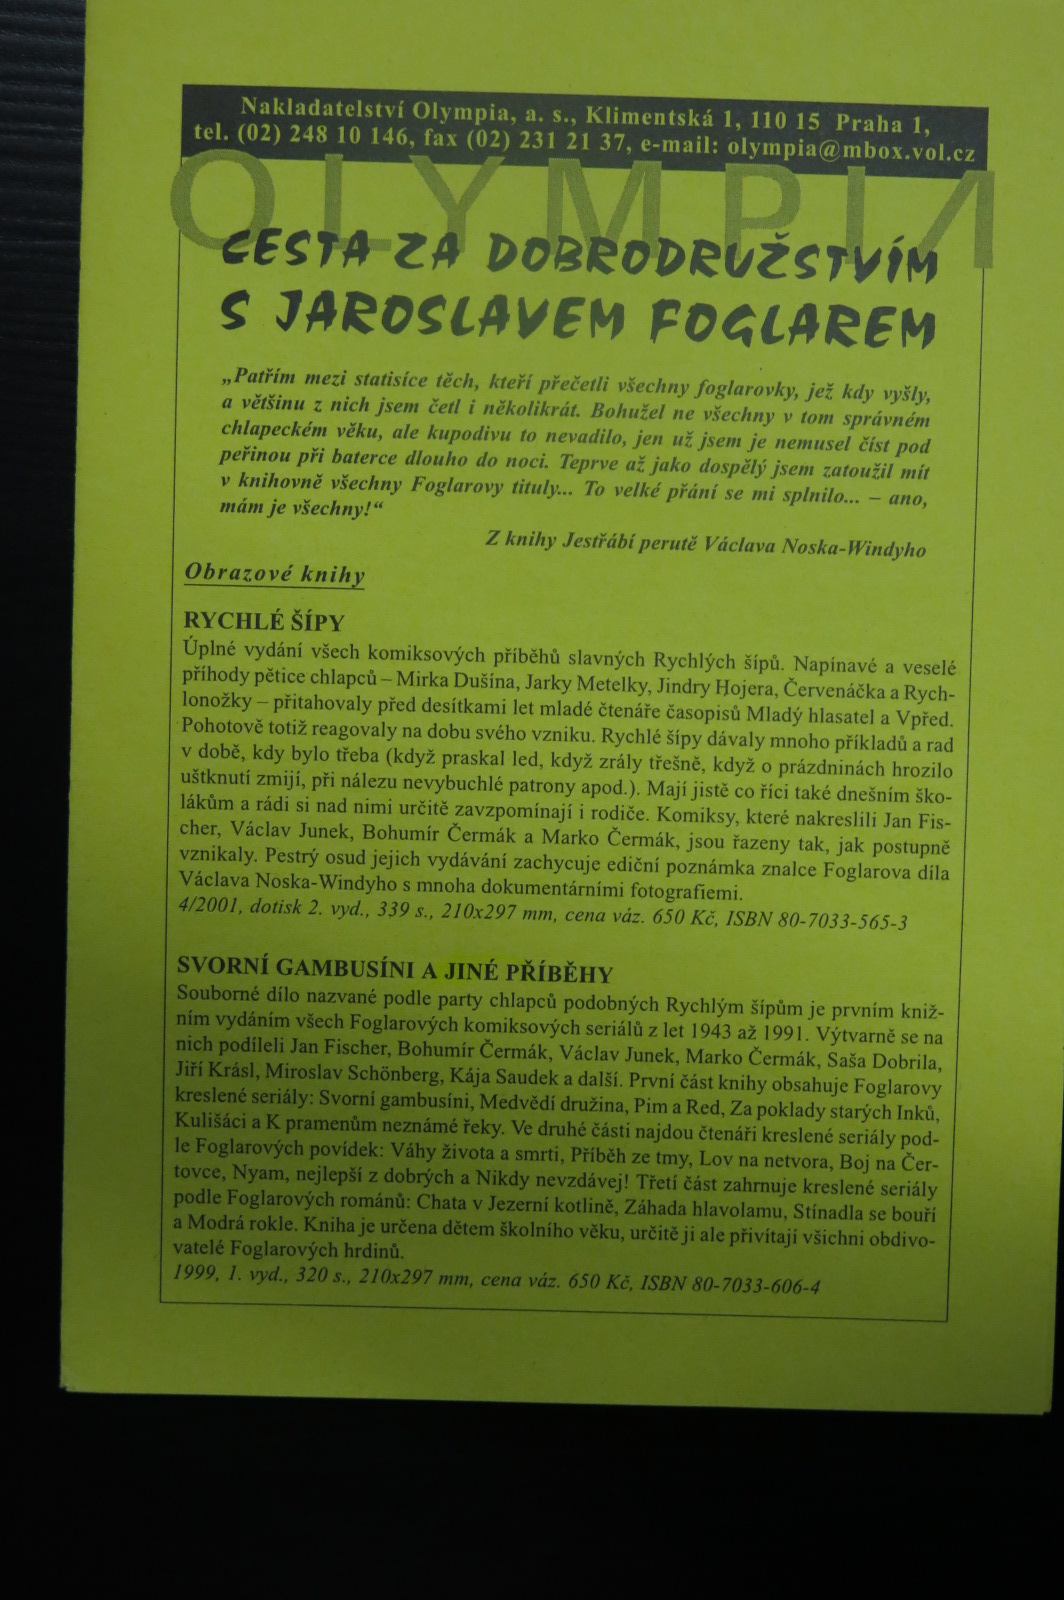 Nakladatelství Olympia, a. s., Klimentská 1, 110 15 Praha 1,
tel. (02) 248 10 146, fax (02) 231 21 37, e-mail: olympia@mbox.vol.cz
OLYMPIA
CESTA ZA DOBRODRUŽSTVÍM
S JAROSLAVEM FOGLAREM
„Patřím mezi statisíce těch, kteří přečetli všechny foglarovky, jež kdy vyšly,
a většinu z nich jsem četl i několikrát. Bohužel ne všechny v tom správném
chlapeckém věku, ale kupodivu to nevadilo, jen už jsem je nemusel číst pod
peřinou při baterce dlouho do noci. Teprve až jako dospělý jsem zatoužil mít
v knihovně všechny Foglarovy tituly... To velké přání se mi splnilo... – ano,
mám je všechny!“
Z knihy Jestřábí perutě Václava Noska-Windyho
Obrazové knihy
RYCHLÉ ŠÍPY
Úplné vydání všech komiksových příběhů slavných Rychlých šípů. Napínavé a veselé
příhody pětice chlapců – Mirka Dušína, Jarky Metelky, Jindry Hojera, Červenáčka a Rych-
lonožky – přitahovaly před desítkami let mladé čtenáře časopisů Mladý hlasatel a Vpřed.
Pohotově totiž reagovaly na dobu svého vzniku. Rychlé šípy dávaly mnoho příkladů a rad
v době, kdy bylo třeba (když praskal led, když zrály třešně, když o prázdninách hrozilo
uštknutí zmijí, při nálezu nevybuchlé patrony apod.). Mají jistě co říci také dnešním ško-
lákům a rádi si nad nimi určitě zavzpomínají i rodiče. Komiksy, které nakreslili Jan Fis-
cher, Václav Junek, Bohumír Čermák a Marko Čermák, jsou řazeny tak, jak postupně
vznikaly. Pestrý osud jejich vydávání zachycuje ediční poznámka znalce Foglarova díla
Václava Noska-Windyho s mnoha dokumentárními fotografiemi.
4/2001, dotisk 2. vyd., 339 s., 210x297 mm, cena váz. 650 Kč, ISBN 80-7033-565-3
SVORNÍ GAMBUSÍNI A JINÉ PŘÍBĚHY
Souborné dílo nazvané podle party chlapců podobných Rychlým šípům je prvním kniž-
ním vydáním všech Foglarových komiksových seriálů z let 1943 až 1991. Výtvarně se na
nich podíleli Jan Fischer, Bohumír Čermák, Václav Junek, Marko Čermák, Saša Dobrila,
Jiří Krásl, Miroslav Schönberg, Kája Saudek a další. První část knihy obsahuje Foglarovy
kreslené seriály: Svorní gambusíni, Medvědí družina, Pim a Red, Za poklady starých Inků,
Kulišáci a K pramenům neznámé řeky. Ve druhé části najdou čtenáři kreslené seriály pod-
le Foglarových povídek: Váhy života a smrti, Příběh ze tmy, Lov na netvora, Boj na Čer-
tovce, Nyam, nejlepší z dobrých a Nikdy nevzdávej! Třetí část zahrnuje kreslené seriály
podle Foglarových románů: Chata v Jezerní kotlině, Záhada hlavolamu, Stínadla se bouří
a Modrá rokle. Kniha je určena dětem školního věku, určitě ji ale přivítají všichni obdivo-
vatelé Foglarových hrdinů.
1999, 1. vyd., 320 s., 210x297 mm, cena váz. 650 Kč, ISBN 80-7033-606-4